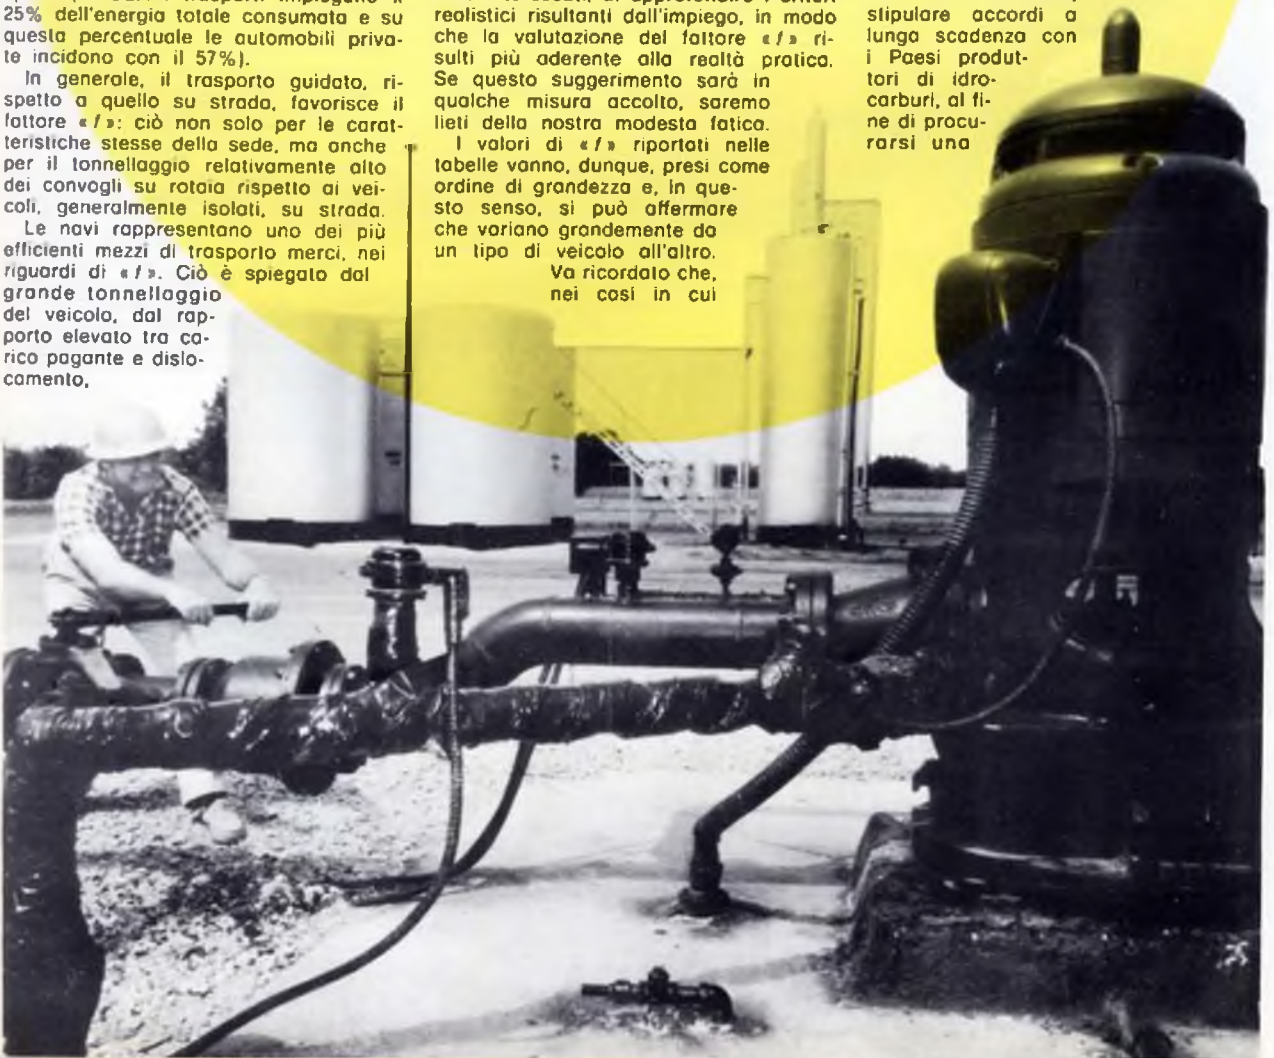 25% dell'energia totale consumata e su
questa percentuale le automobili priva-
te incidono con il 57%).
In generale, il trasporto guidato, ri-
spetto a quello su strada, favorisce il
fattore « f »: ciò non solo per le carat-
teristiche stesse della sede, ma anche
per il tonnellaggio relativamente alto
dei convogli su rotaia rispetto ai vei-
coli, generalmente isolati, su strada.
Le navi rappresentano uno dei più
efficienti mezzi di trasporto merci, nei
riguardi di « f ». Ciò è spiegato dal
grande tonnellaggio
del veicolo, dal rap-
porto elevato tra ca-
rico pagante e dislo-
camento,
realistici risultanti dall'impiego, in modo
che la valutazione del fattore « f » ri-
sulti più aderente alla realtà pratica.
Se questo suggerimento sarà in
qualche misura accolto, saremo
lieti della nostra modesta fatica.
I valori di « f » riportati nelle
tabelle vanno, dunque, presi come
ordine di grandezza e, in que-
sto senso, si può affermare
che variano grandemente da
un tipo di veicolo all'altro.
Va ricordato che,
nei casi in cui
stipulare accordi a
lunga scadenza con
i Paesi produt-
tori di idro-
carburi, al fi-
ne di procu-
rarsi una